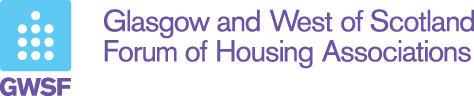 Glasgow and West of Scotland
Forum of Housing Associations
GWSF